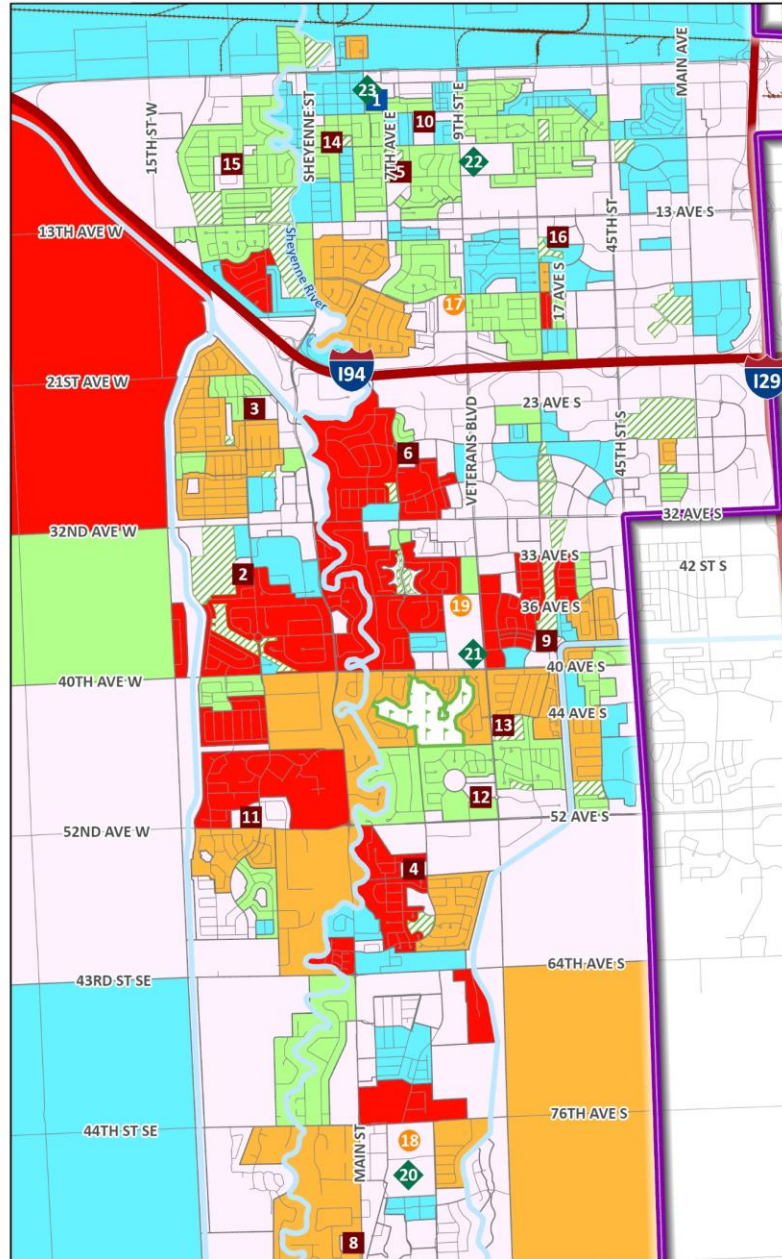 MAIN AVE
23
1
15TH ST W
SHEYENNE ST
7TH AVE E
9TH ST E
10
14
15
5
22
45TH ST
13 AVE S
13TH AVE W
16
Sheyenne River
17 AVE S
17
I94
I29
21ST AVE W
3
VETERANS BLVD
23 AVE S
45TH ST S
6
32ND AVE W
32 AVE S
33 AVE S
42 ST S
2
19
36 AVE S
9
21
40 AVE S
40TH AVE W
44 AVE S
13
12
11
52 AVE S
52ND AVE W
4
64TH AVE S
43RD ST SE
76TH AVE S
44TH ST SE
MAIN ST
18
20
8